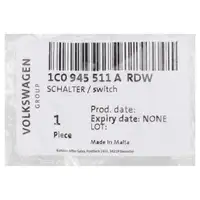 VOLKSWAGEN
GROUP
1C0 945 511 A RDW
SCHALTER / switch
Prod. date:
Expiry date: NONE
LOT:
1
Piece
Made in Malta